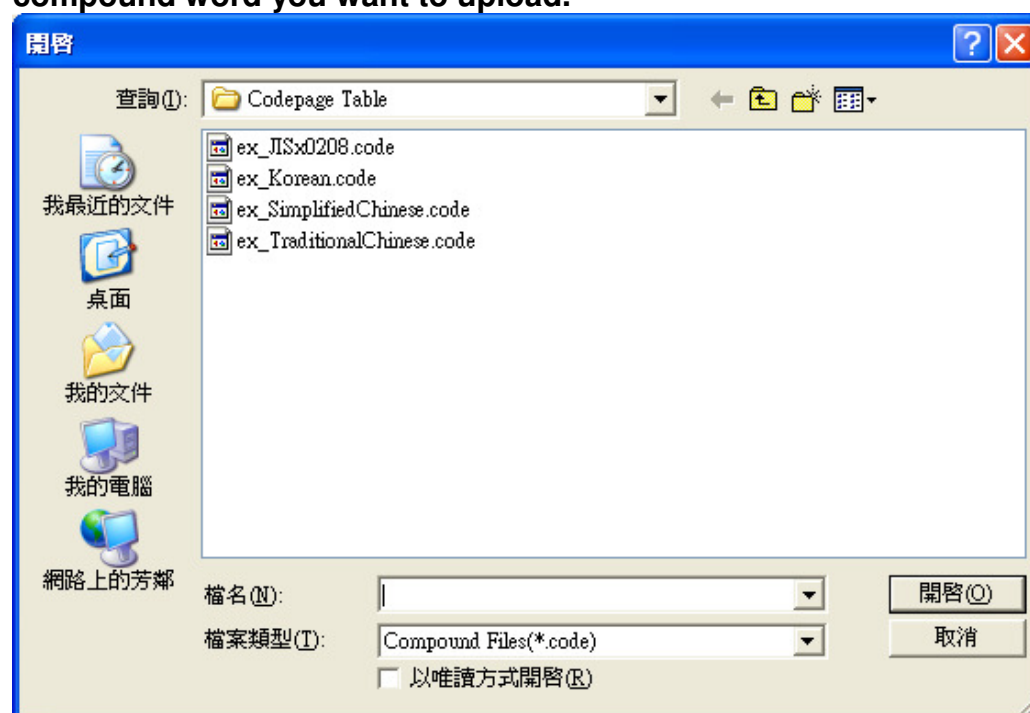 compound word you want to upload.
開啓
查詢(I): Codepage Table
ex_JISx0208.code
ex_Korean.code
ex_SimplifiedChinese.code
ex_TraditionalChinese.code
我最近的文件
桌面
我的文件
我的電腦
網路上的芳鄰
檔名(N): 開啓(O)
檔案類型(T): Compound Files(*.code) 取消
以唯讀方式開啓(R)